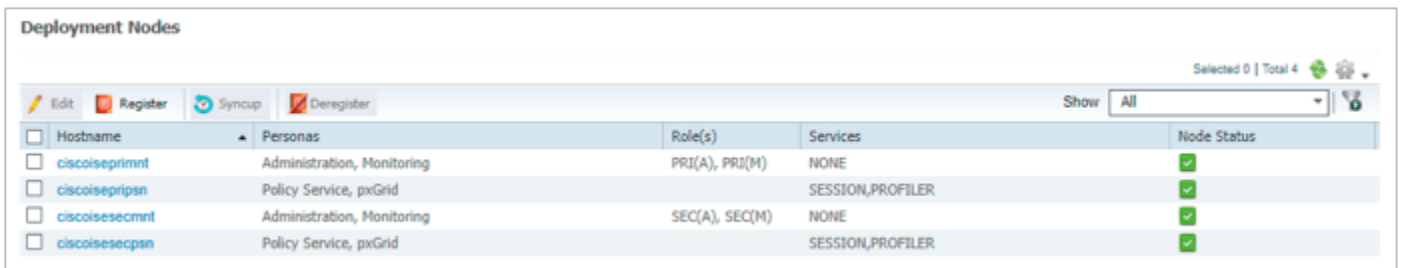 Deployment Nodes
Selected 0 | Total 4
Edit Register Syncup Deregister Show All
Hostname Personas Role(s) Services Node Status
ciscoiseprimnt Administration, Monitoring PRI(A), PRI(M) NONE
ciscoisepripsn Policy Service, pxGrid SESSION,PROFILER
ciscoisesecmnt Administration, Monitoring SEC(A), SEC(M) NONE
ciscoisesecpsn Policy Service, pxGrid SESSION,PROFILER